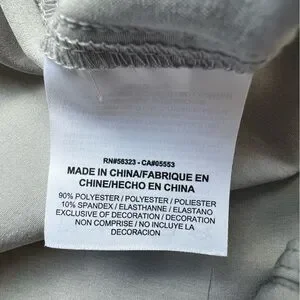 RN#56323 - CA#05553
MADE IN CHINA/FABRIQUE EN
CHINE/HECHO EN CHINA
90% POLYESTER / POLYESTER / POLIESTER
10% SPANDEX / ELASTHANNE / ELASTANO
EXCLUSIVE OF DECORATION / DECORATION
NON COMPRISE / NO INCLUYE LA
DECORACION